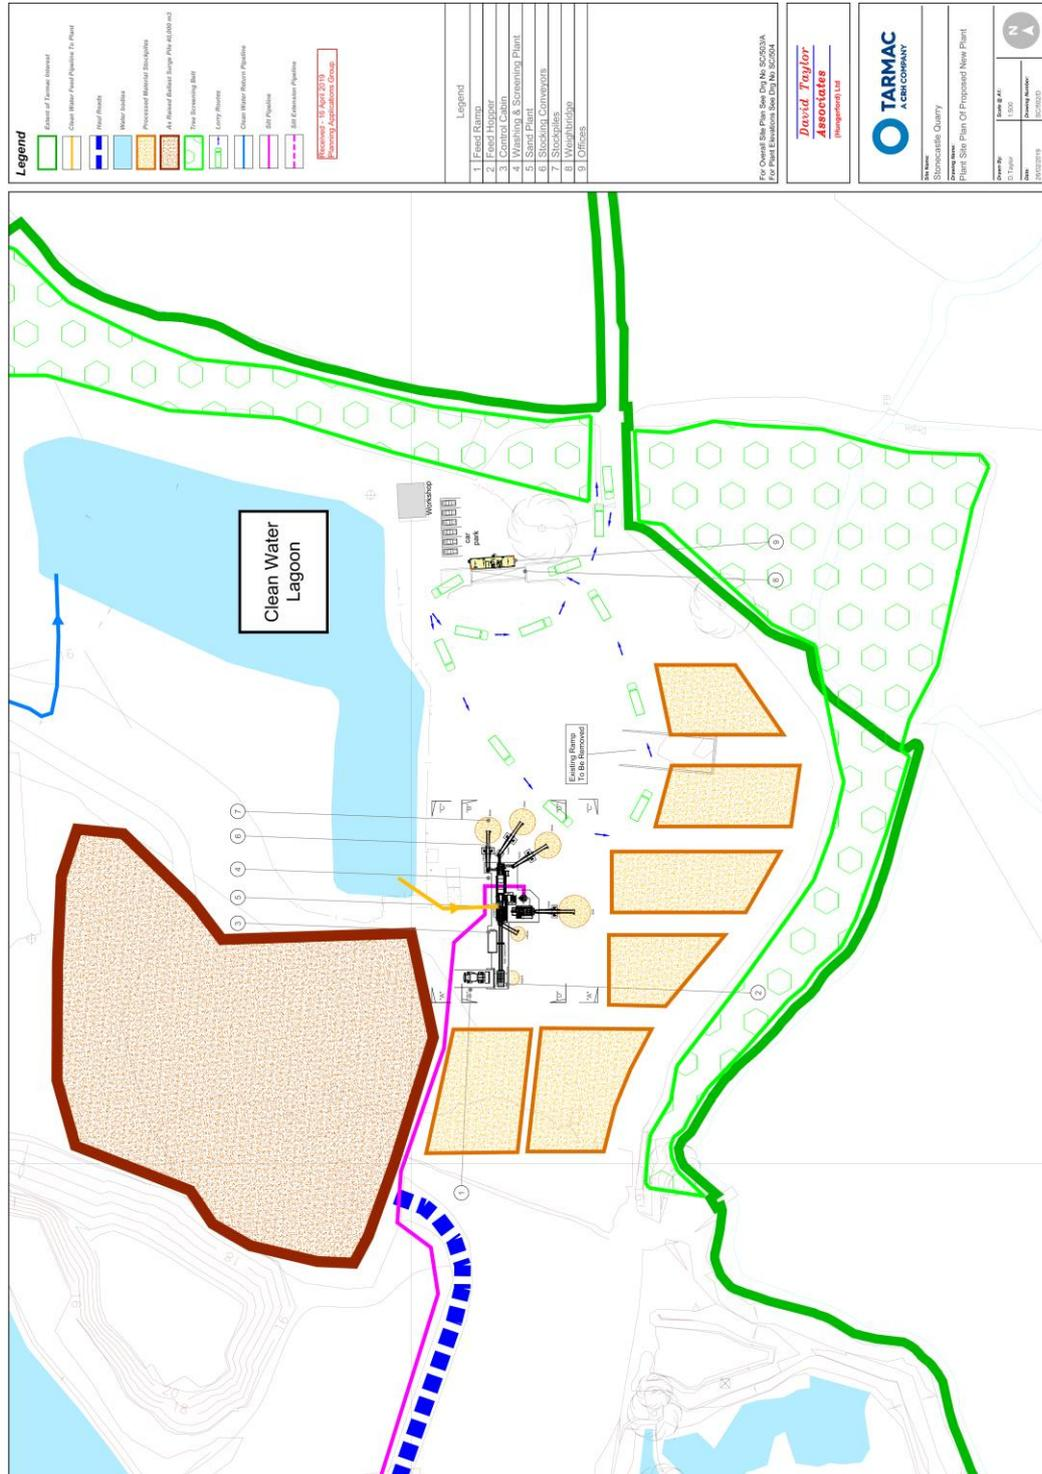 Legend
Extent of Tarmac Interest
Clean Water Feed Pipeline To Plant
Haul Roads
Water bodies
Processed Material Stockpiles
As Raised Ballast Surge Pile 40,000 m3
Tree Screening Belt
Lorry Routes
Clean Water Return Pipeline
Silt Pipeline
Silt Extension Pipeline
Received - 16 April 2019
Planning Applications Group
Legend
1 Feed Ramp
2 Feed Hopper
3 Control Cabin
4 Washing & Screening Plant
5 Sand Plant
6 Stocking Conveyors
7 Stockpiles
8 Weighbridge
9 Offices
For Overall Site Plan See Drg No SC/503/A
For Plant Elevations See Drg No SC/504
David Taylor
Associates
(Hungerford) Ltd
TARMAC
A CRH COMPANY
Site Name:
Stonecastle Quarry
Drawing Name:
Plant Site Plan Of Proposed New Plant
Drawn By:
D.Taylor
Scale @ A1:
1:500
Date:
Drawing Number:
N
Clean Water
Lagoon
Workshop
car
park
Existing Ramp
To Be Removed
9
8
7
6
4
5
3
2
1
"A"
"A"